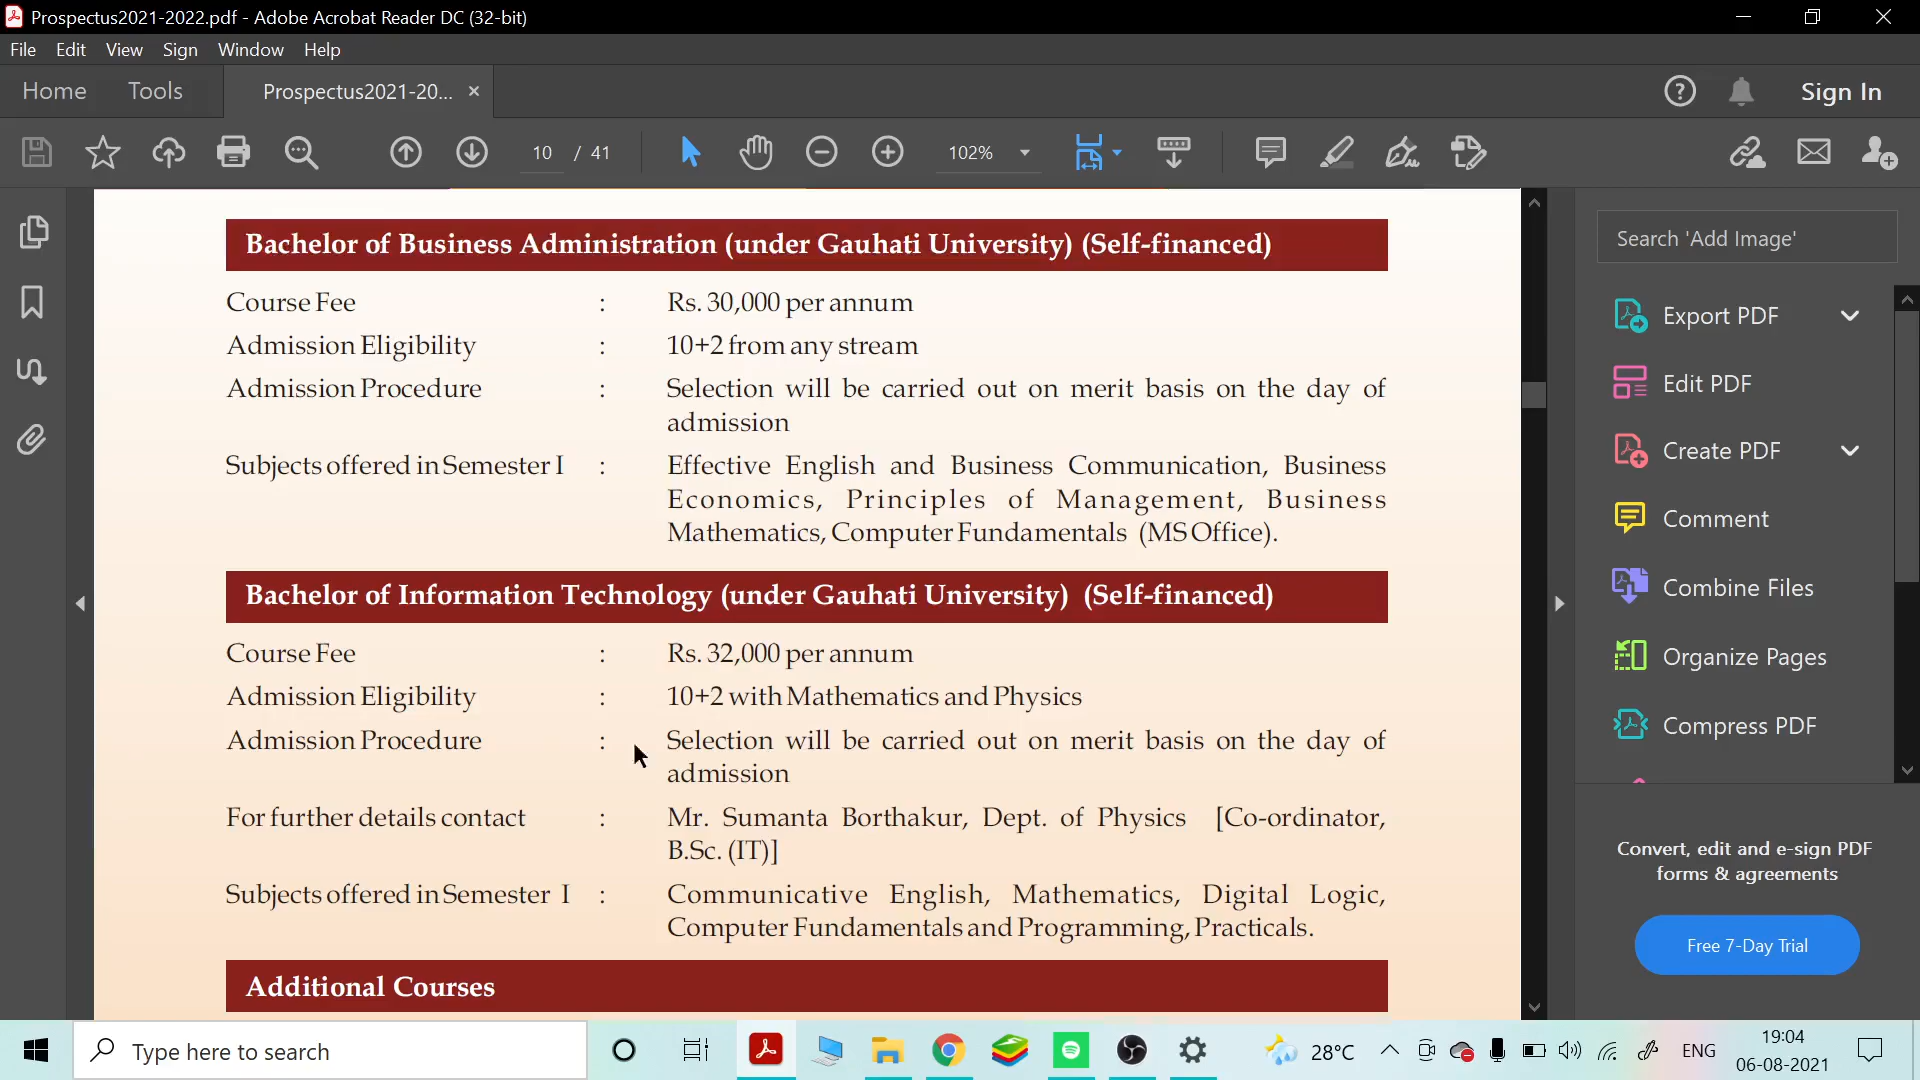 Prospectus2021-2022.pdf - Adobe Acrobat Reader DC (32-bit)
File Edit View Sign Window Help
Home Tools Prospectus2021-20... × Sign In
10 / 41 102%
Search 'Add Image'
Bachelor of Business Administration (under Gauhati University) (Self-financed)
Course Fee : Rs. 30,000 per annum
Admission Eligibility : 10+2 from any stream
Admission Procedure : Selection will be carried out on merit basis on the day of
admission
Subjects offered in Semester I : Effective English and Business Communication, Business
Economics, Principles of Management, Business
Mathematics, Computer Fundamentals (MS Office).
Bachelor of Information Technology (under Gauhati University) (Self-financed)
Course Fee : Rs. 32,000 per annum
Admission Eligibility : 10+2 with Mathematics and Physics
Admission Procedure : Selection will be carried out on merit basis on the day of
admission
For further details contact : Mr. Sumanta Borthakur, Dept. of Physics [Co-ordinator,
B.Sc. (IT)]
Subjects offered in Semester I : Communicative English, Mathematics, Digital Logic,
Computer Fundamentals and Programming, Practicals.
Additional Courses
Export PDF
Edit PDF
Create PDF
Comment
Combine Files
Organize Pages
Compress PDF
Convert, edit and e-sign PDF
forms & agreements
Free 7-Day Trial
Type here to search
28°C
ENG
19:04
06-08-2021